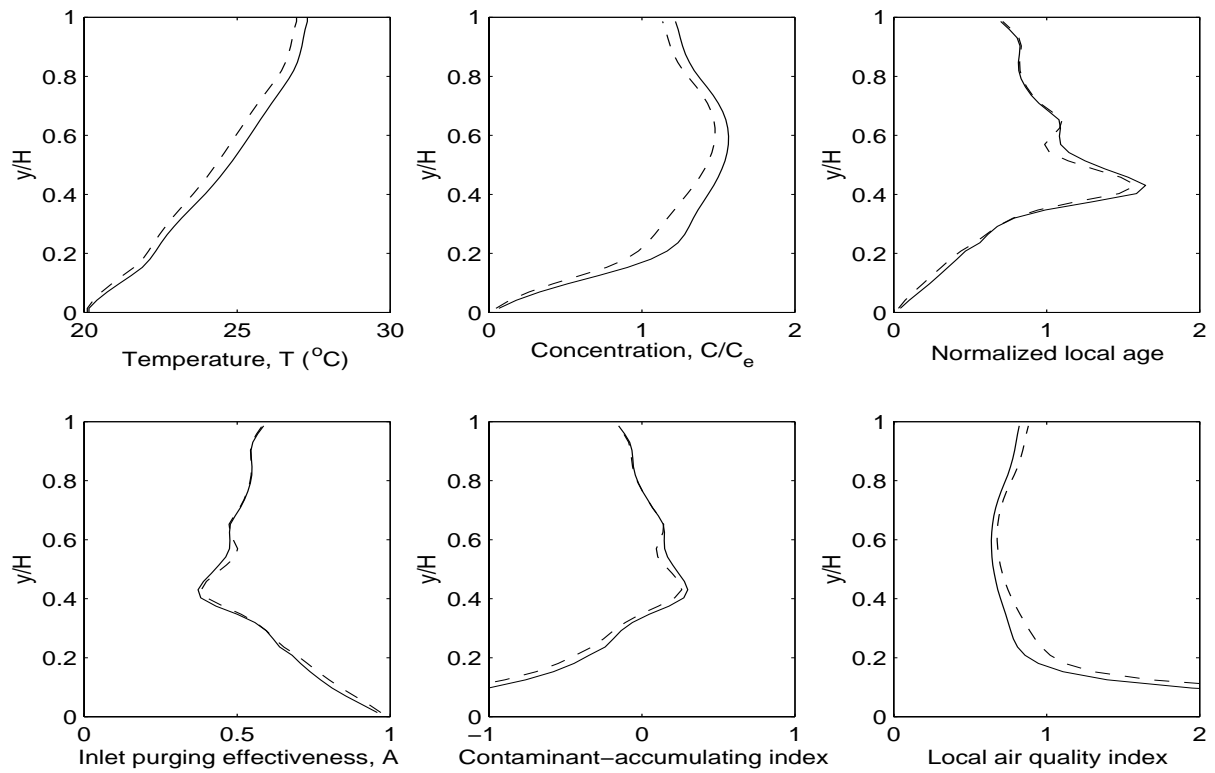 1
0.8
0.6
0.4
0.2
0
y/H
20 25 30
Temperature, T (°C)
1
0.8
0.6
0.4
0.2
0
y/H
0 1 2
Concentration, C/Ce
1
0.8
0.6
0.4
0.2
0
y/H
0 1 2
Normalized local age
1
0.8
0.6
0.4
0.2
0
y/H
0 0.5 1
Inlet purging effectiveness, A
1
0.8
0.6
0.4
0.2
0
y/H
−1 0 1
Contaminant−accumulating index
1
0.8
0.6
0.4
0.2
0
y/H
0 1 2
Local air quality index